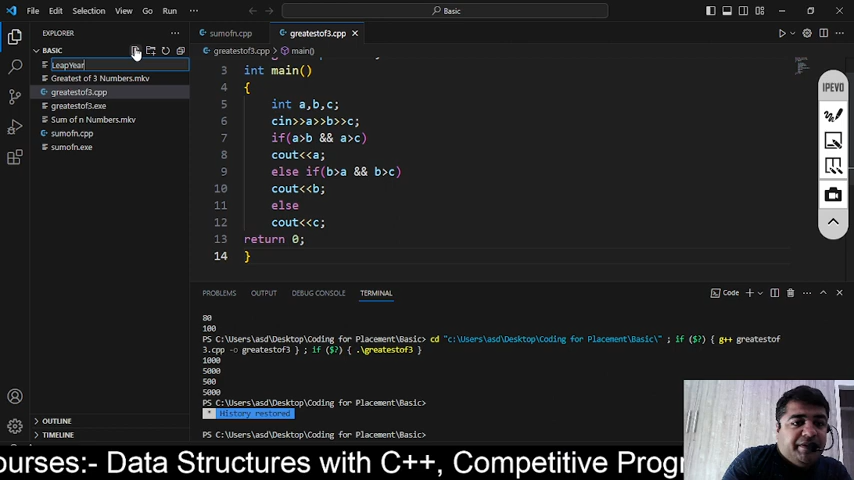 File Edit Selection View Go Run ···
Basic
EXPLORER ···
sumofn.cpp
greatestof3.cpp
BASIC
greatestof3.cpp > main()
LeapYear
Greatest of 3 Numbers.mkv
greatestof3.cpp
greatestof3.exe
Sum of n Numbers.mkv
sumofn.cpp
sumofn.exe
3 int main()
4 {
5 int a,b,c;
6 cin>>a>>b>>c;
7 if(a>b && a>c)
8 cout<<a;
9 else if(b>a && b>c)
10 cout<<b;
11 else
12 cout<<c;
13 return 0;
14 }
IPEVO
PROBLEMS OUTPUT DEBUG CONSOLE TERMINAL
Code
80
100
PS C:\Users\asd\Desktop\Coding for Placement\Basic> cd "c:\Users\asd\Desktop\Coding for Placement\Basic\" ; if ($?) { g++ greatestof
3.cpp -o greatestof3 } ; if ($?) { .\greatestof3 }
1000
5000
500
5000
PS C:\Users\asd\Desktop\Coding for Placement\Basic>
* History restored
PS C:\Users\asd\Desktop\Coding for Placement\Basic>
OUTLINE
TIMELINE
ourses:- Data Structures with C++, Competitive Prog